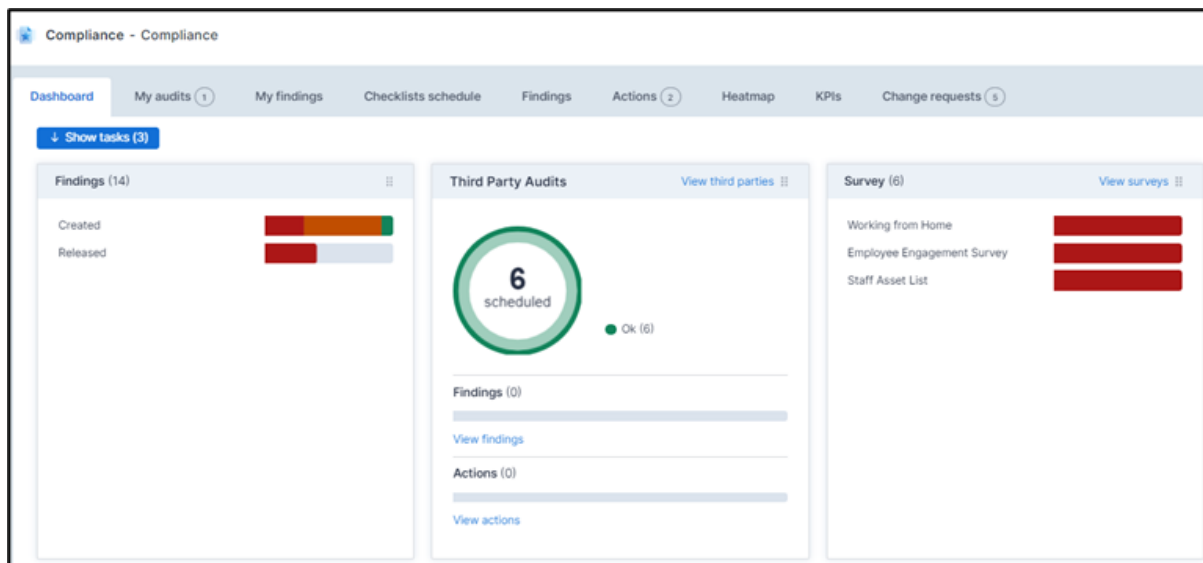 Compliance - Compliance
Dashboard My audits 1 My findings Checklists schedule Findings Actions 2 Heatmap KPIs Change requests 5
↓ Show tasks (3)
Findings (14)
Created
Released
Third Party Audits View third parties
6
scheduled
Ok (6)
Findings (0)
View findings
Actions (0)
View actions
Survey (6) View surveys
Working from Home
Employee Engagement Survey
Staff Asset List